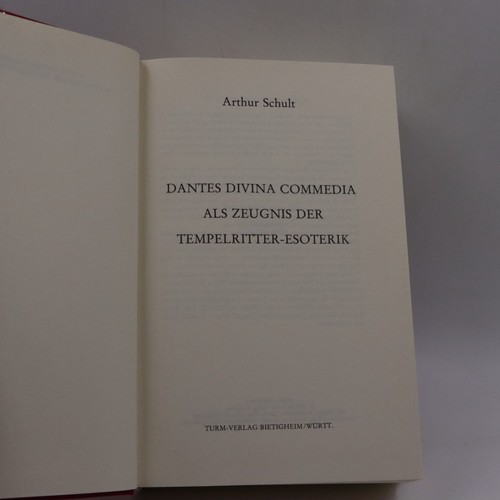 Arthur Schult
DANTES DIVINA COMMEDIA
ALS ZEUGNIS DER
TEMPELRITTER-ESOTERIK
TURM-VERLAG BIETIGHEIM/WÜRTT.